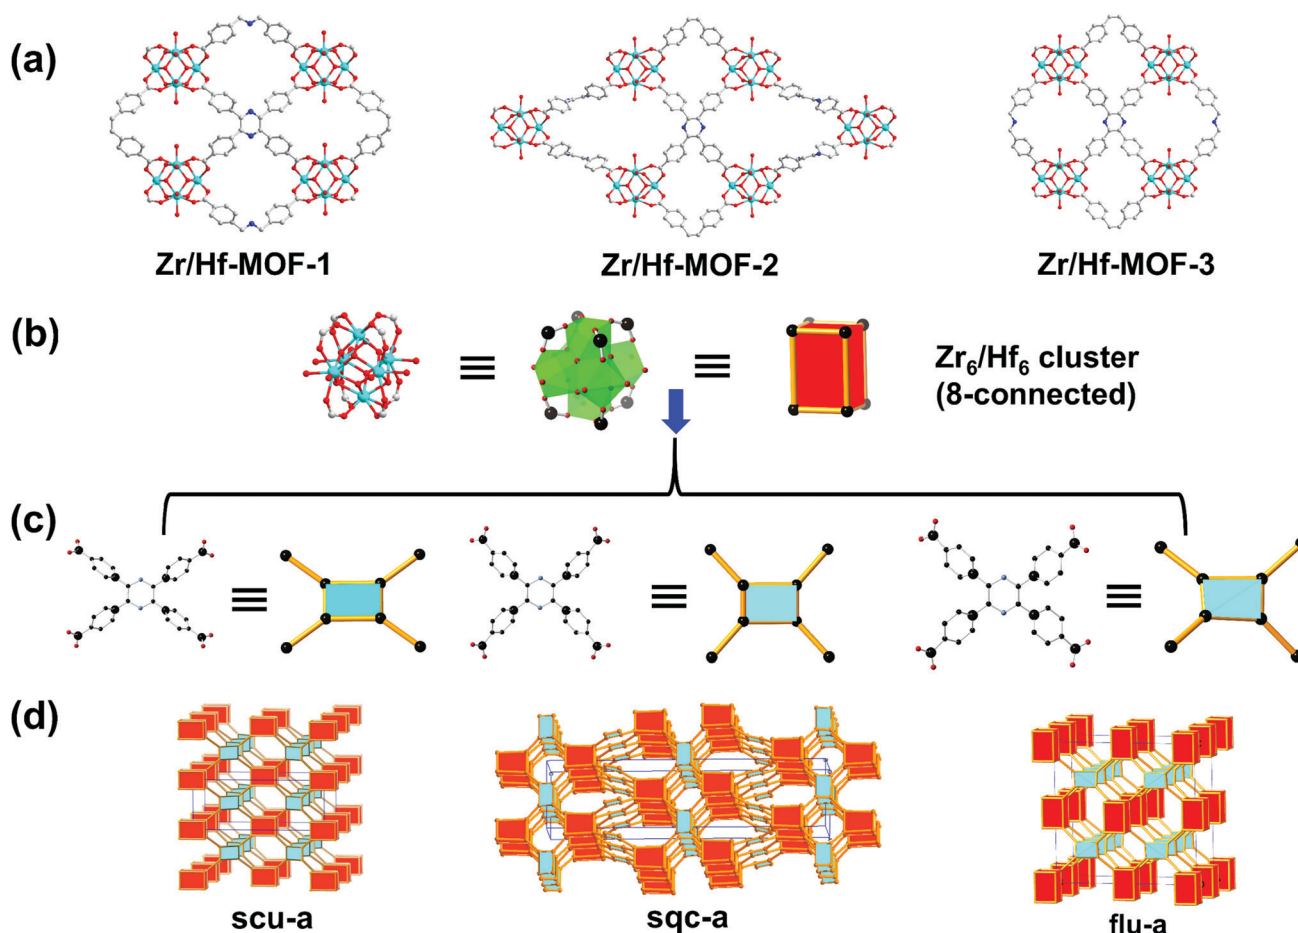 (a)
Zr/Hf-MOF-1
Zr/Hf-MOF-2
Zr/Hf-MOF-3
(b)
Zr₆/Hf₆ cluster
(8-connected)
(c)
(d)
scu-a
sqc-a
flu-a